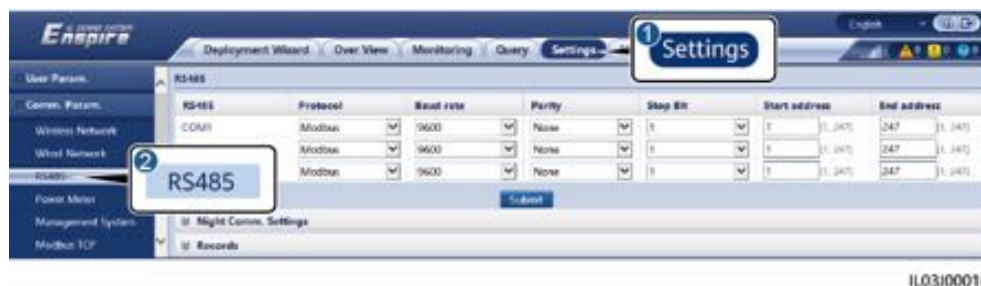 Enspire
English
Deployment Wizard Over View Monitoring Query Settings
1 Settings
User Param.
RS485
Comm. Param.
RS485 Protocol Baud rate Parity Stop Bit Start address End address
Wireless Network
COM1 Modbus 9600 None 1 1 [1, 247] 247 [1, 247]
Wired Network
Modbus 9600 None 1 1 [1, 247] 247 [1, 247]
RS485
2 RS485
Modbus 9600 None 1 1 [1, 247] 247 [1, 247]
Power Meter
Submit
Management System
Night Comm. Settings
Modbus TCP
Records